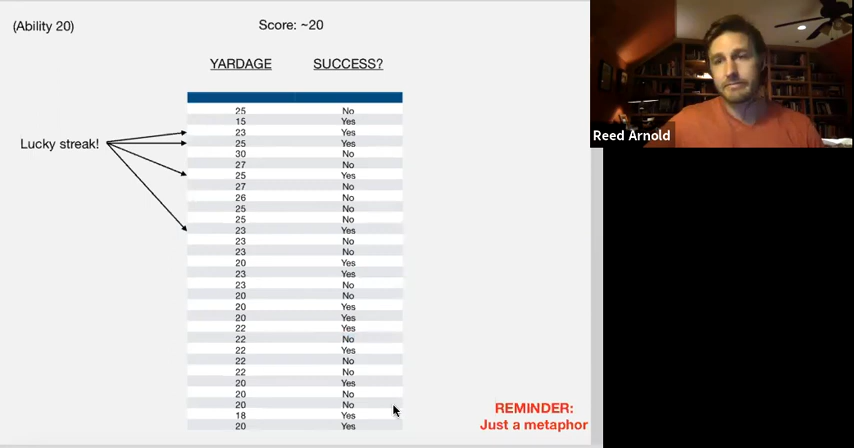 (Ability 20)
Score: ~20
YARDAGE SUCCESS?
25 No
15 Yes
23 Yes
25 Yes
30 No
27 No
25 Yes
27 No
26 No
25 No
25 No
23 Yes
23 No
23 No
20 Yes
23 Yes
23 No
20 No
20 Yes
20 Yes
22 Yes
22 No
22 Yes
22 No
22 No
20 Yes
20 No
20 No
18 Yes
20 Yes
Lucky streak!
REMINDER:
Just a metaphor
Reed Arnold